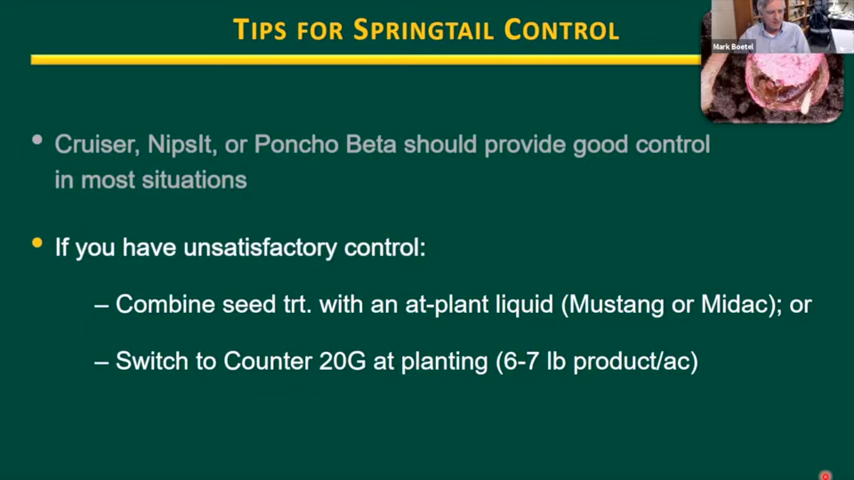 TIPS FOR SPRINGTAIL CONTROL
Mark Boetel
• Cruiser, NipsIt, or Poncho Beta should provide good control
in most situations
• If you have unsatisfactory control:
– Combine seed trt. with an at-plant liquid (Mustang or Midac); or
– Switch to Counter 20G at planting (6-7 lb product/ac)